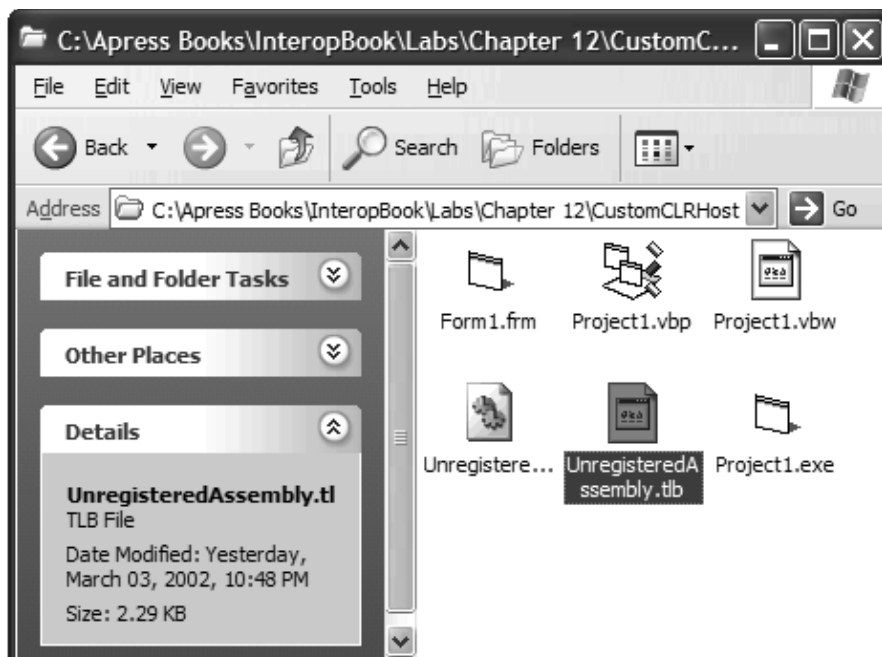 C:\Apress Books\InteropBook\Labs\Chapter 12\CustomC...
File Edit View Favorites Tools Help
Back Search Folders
Address C:\Apress Books\InteropBook\Labs\Chapter 12\CustomCLRHost Go
File and Folder Tasks
Other Places
Details
UnregisteredAssembly.tl
TLB File
Date Modified: Yesterday,
March 03, 2002, 10:48 PM
Size: 2.29 KB
Form1.frm Project1.vbp Project1.vbw
Unregistere... UnregisteredA
ssembly.tlb Project1.exe